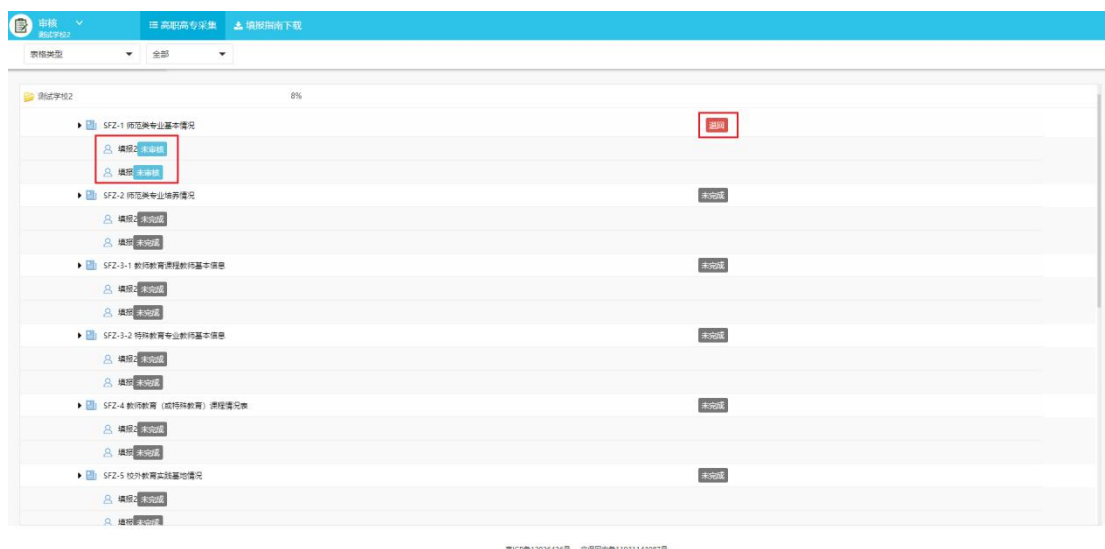 审核
测试学校2
高职高专采集
填报指南下载
表格类型 全部
测试学校2 8%
SFZ-1 师范类专业基本情况 退回
填报2 未审核
填报 未审核
SFZ-2 师范类专业培养情况 未完成
填报2 未完成
填报 未完成
SFZ-3-1 教师教育课程教师基本信息 未完成
填报2 未完成
填报 未完成
SFZ-3-2 特殊教育专业教师基本信息 未完成
填报2 未完成
填报 未完成
SFZ-4 教师教育（或特殊教育）课程情况表 未完成
填报2 未完成
填报 未完成
SFZ-5 校外教育实践基地情况 未完成
填报2 未完成
填报 未完成